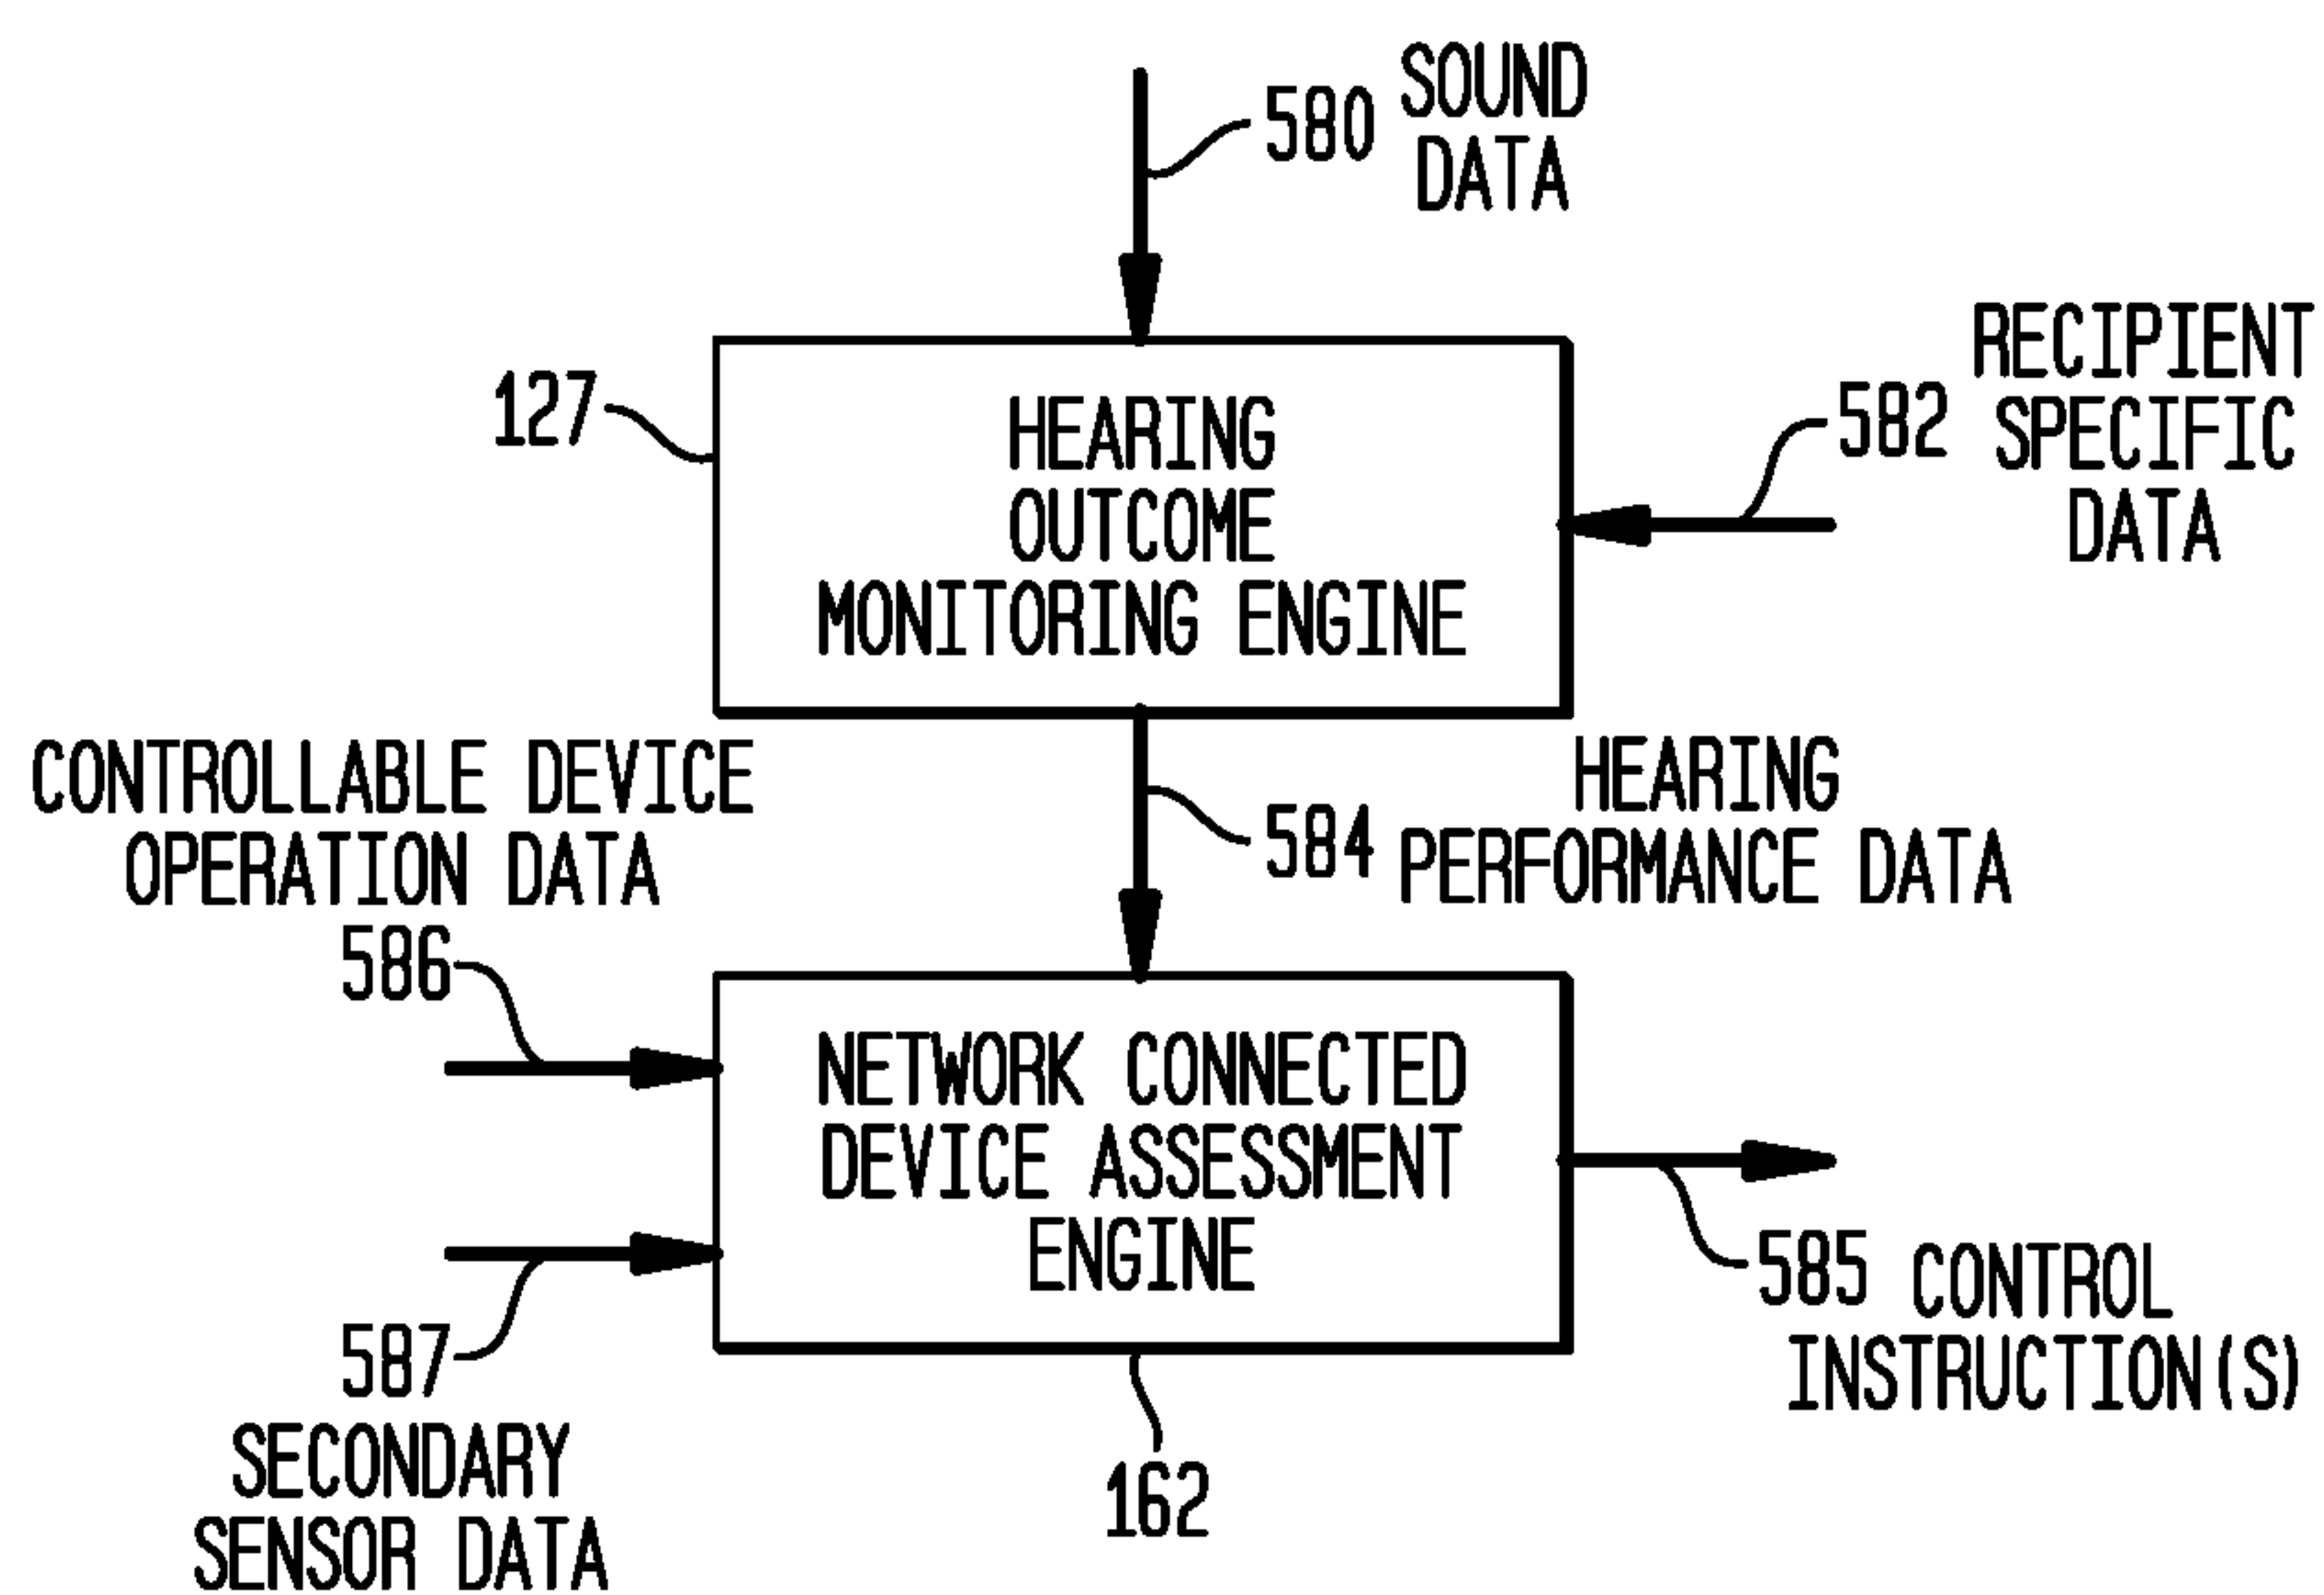 580 SOUND
DATA
127
HEARING
OUTCOME
MONITORING ENGINE
582
RECIPIENT
SPECIFIC
DATA
CONTROLLABLE DEVICE
OPERATION DATA
586
584
HEARING
PERFORMANCE DATA
NETWORK CONNECTED
DEVICE ASSESSMENT
ENGINE
587
SECONDARY
SENSOR DATA
585 CONTROL
INSTRUCTION(S)
162